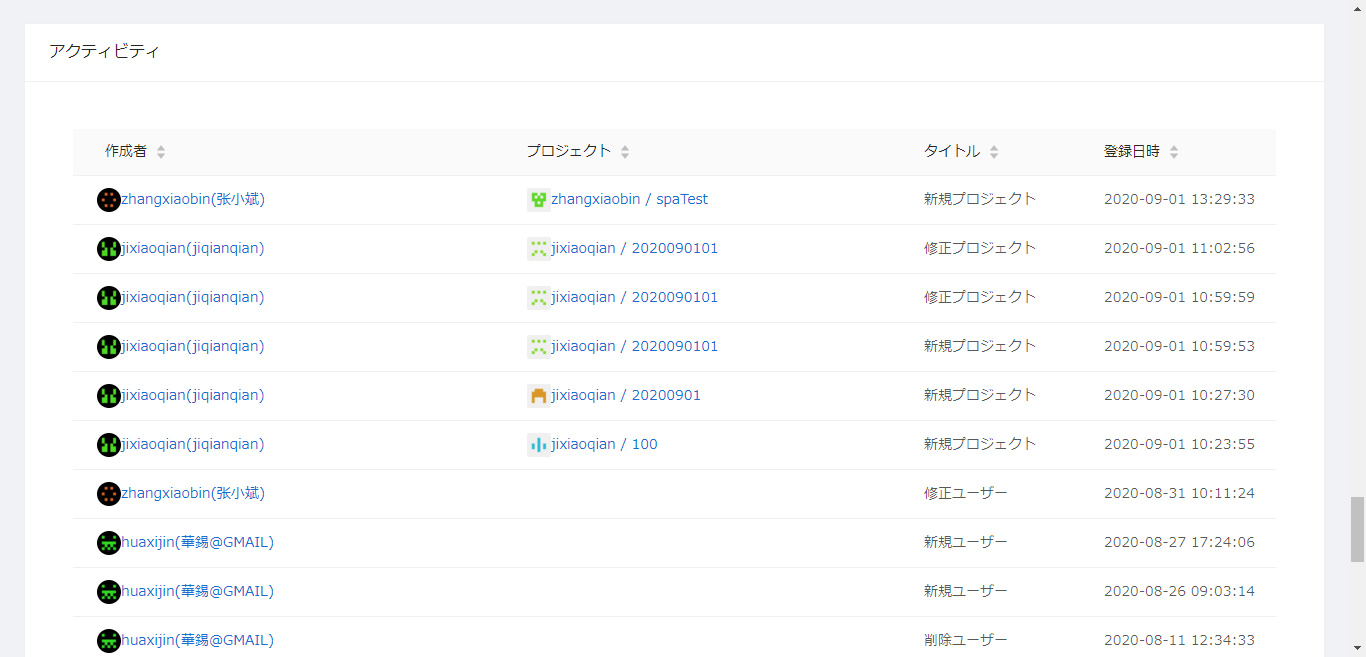 アクティビティ
作成者 プロジェクト タイトル 登録日時
zhangxiaobin(张小斌) zhangxiaobin / spaTest 新規プロジェクト 2020-09-01 13:29:33
jixiaoqian(jiqianqian) jixiaoqian / 2020090101 修正プロジェクト 2020-09-01 11:02:56
jixiaoqian(jiqianqian) jixiaoqian / 2020090101 修正プロジェクト 2020-09-01 10:59:59
jixiaoqian(jiqianqian) jixiaoqian / 2020090101 新規プロジェクト 2020-09-01 10:59:53
jixiaoqian(jiqianqian) jixiaoqian / 20200901 新規プロジェクト 2020-09-01 10:27:30
jixiaoqian(jiqianqian) jixiaoqian / 100 新規プロジェクト 2020-09-01 10:23:55
zhangxiaobin(张小斌) 修正ユーザー 2020-08-31 10:11:24
huaxijin(華錫@GMAIL) 新規ユーザー 2020-08-27 17:24:06
huaxijin(華錫@GMAIL) 新規ユーザー 2020-08-26 09:03:14
huaxijin(華錫@GMAIL) 削除ユーザー 2020-08-11 12:34:33